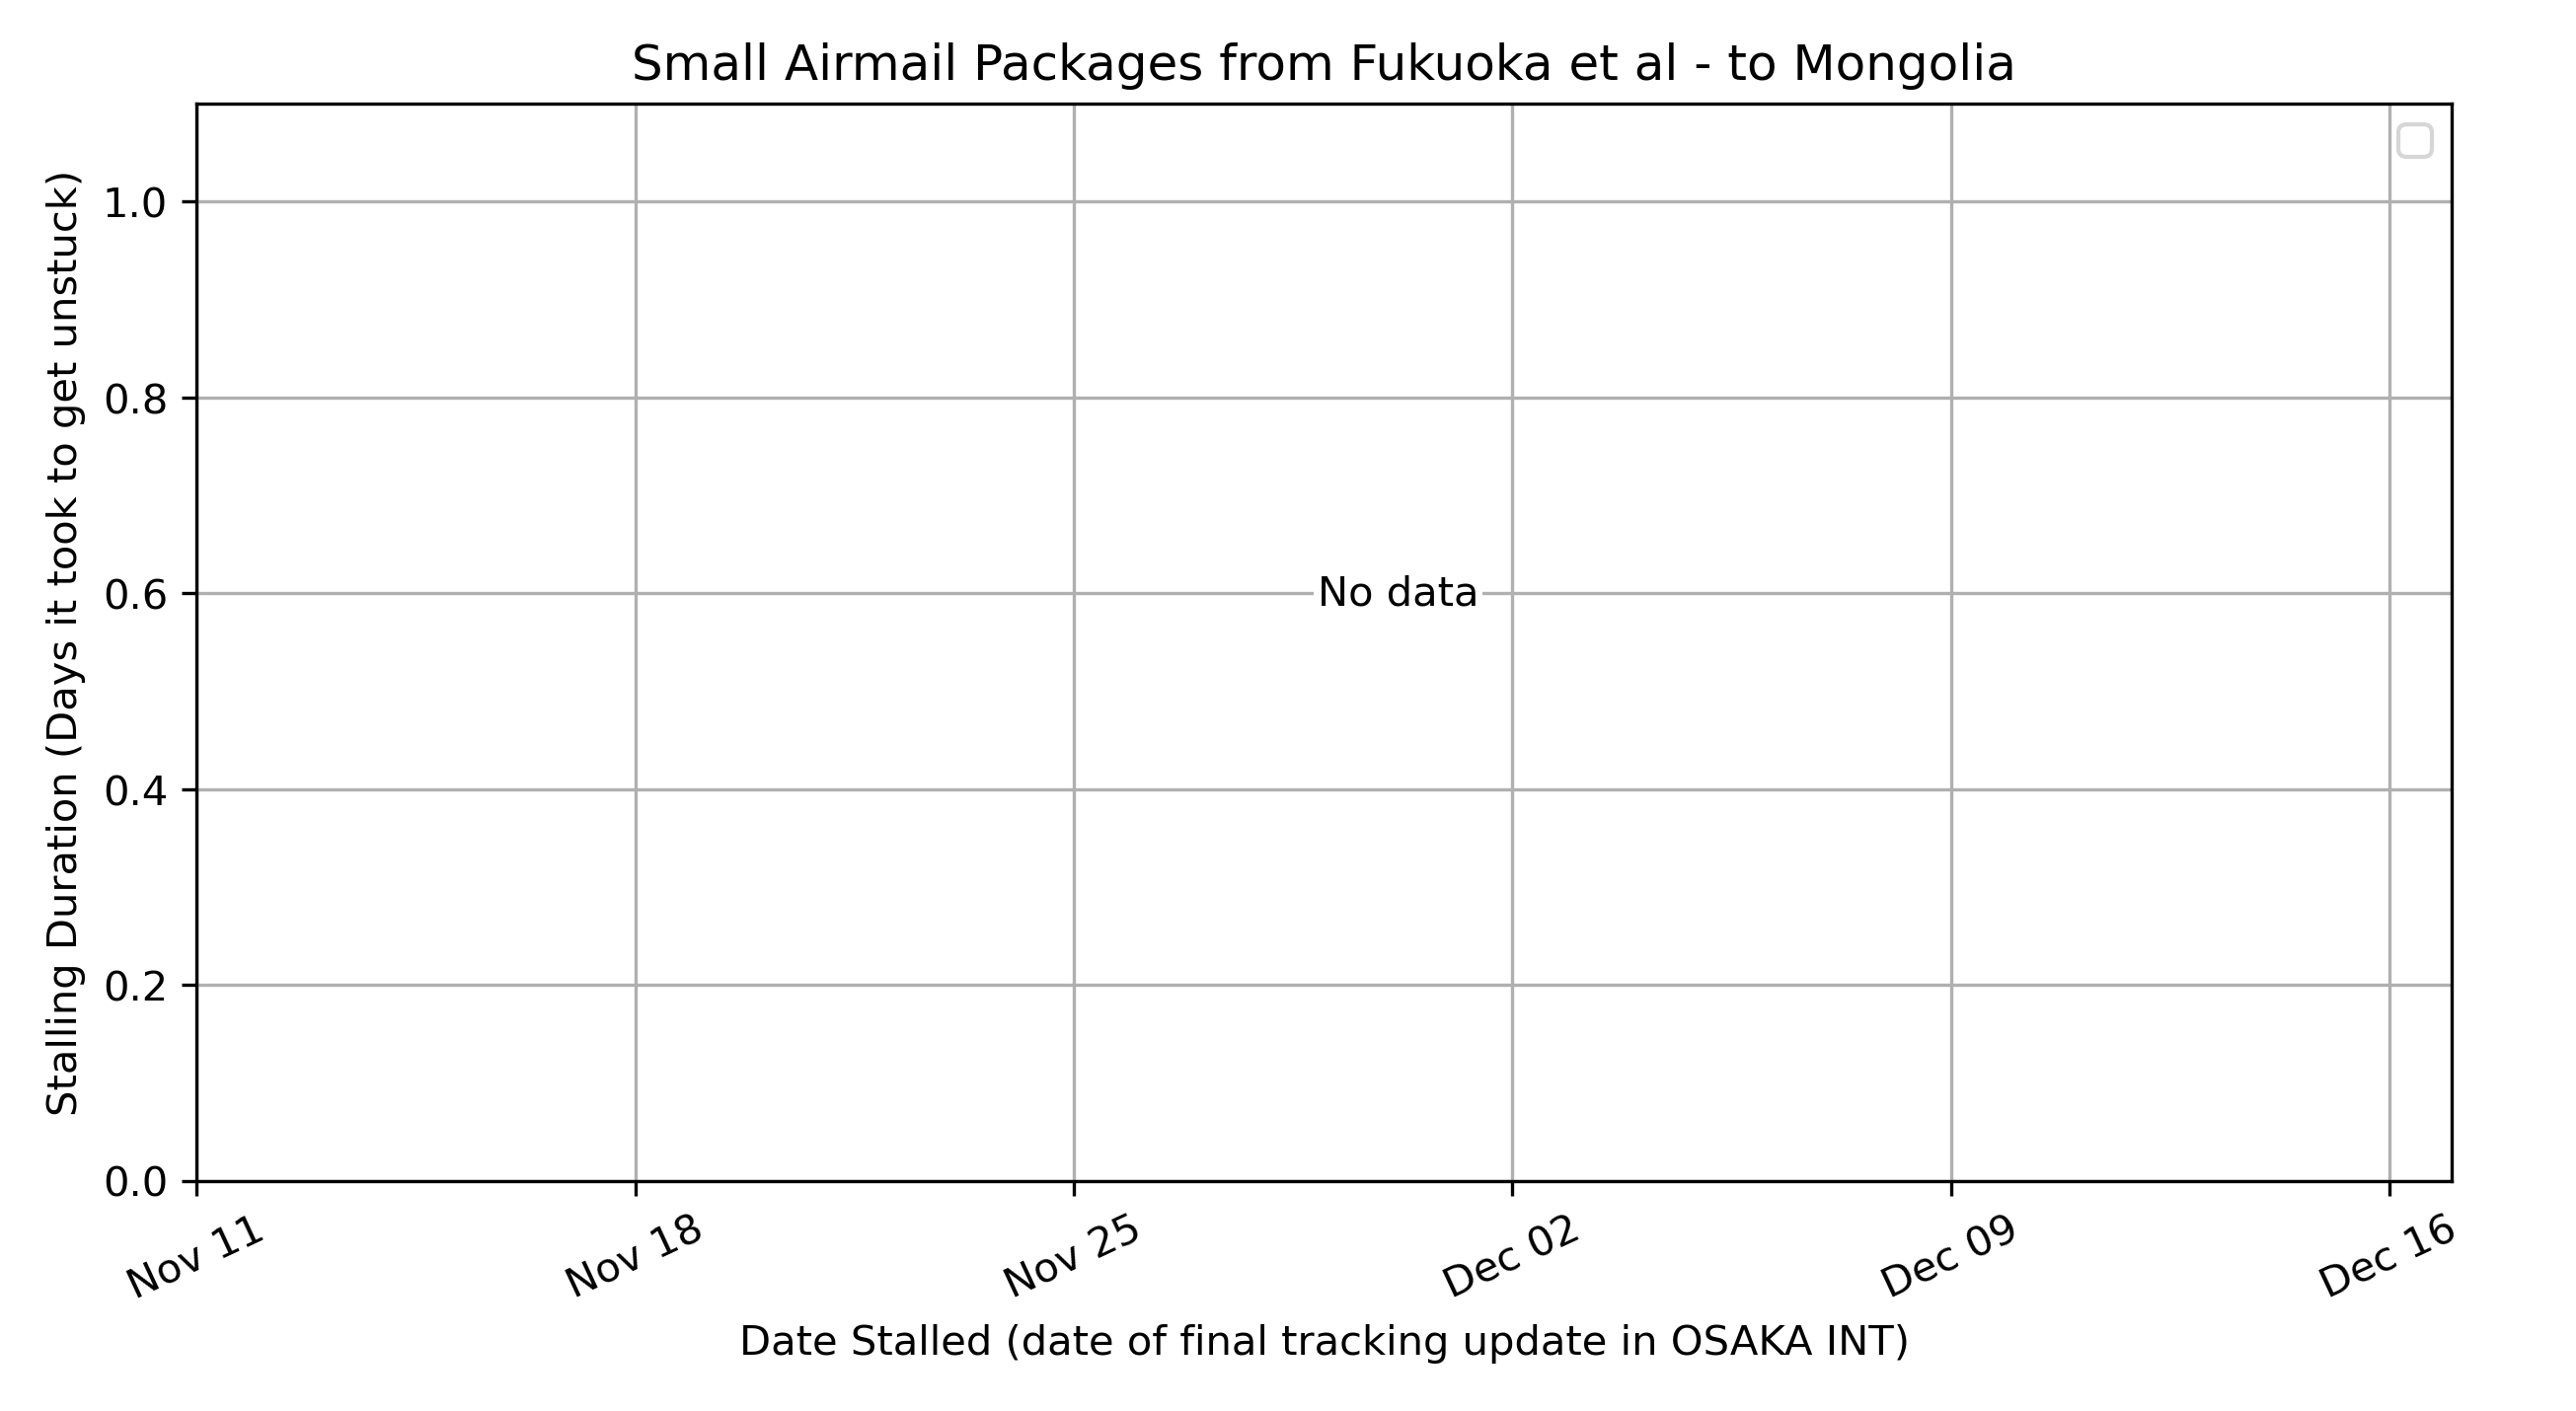 Small Airmail Packages from Fukuoka et al - to Mongolia
Stalling Duration (Days it took to get unstuck)
1.0
0.8
0.6
0.4
0.2
0.0
No data
Nov 11
Nov 18
Nov 25
Dec 02
Dec 09
Dec 16
Date Stalled (date of final tracking update in OSAKA INT)